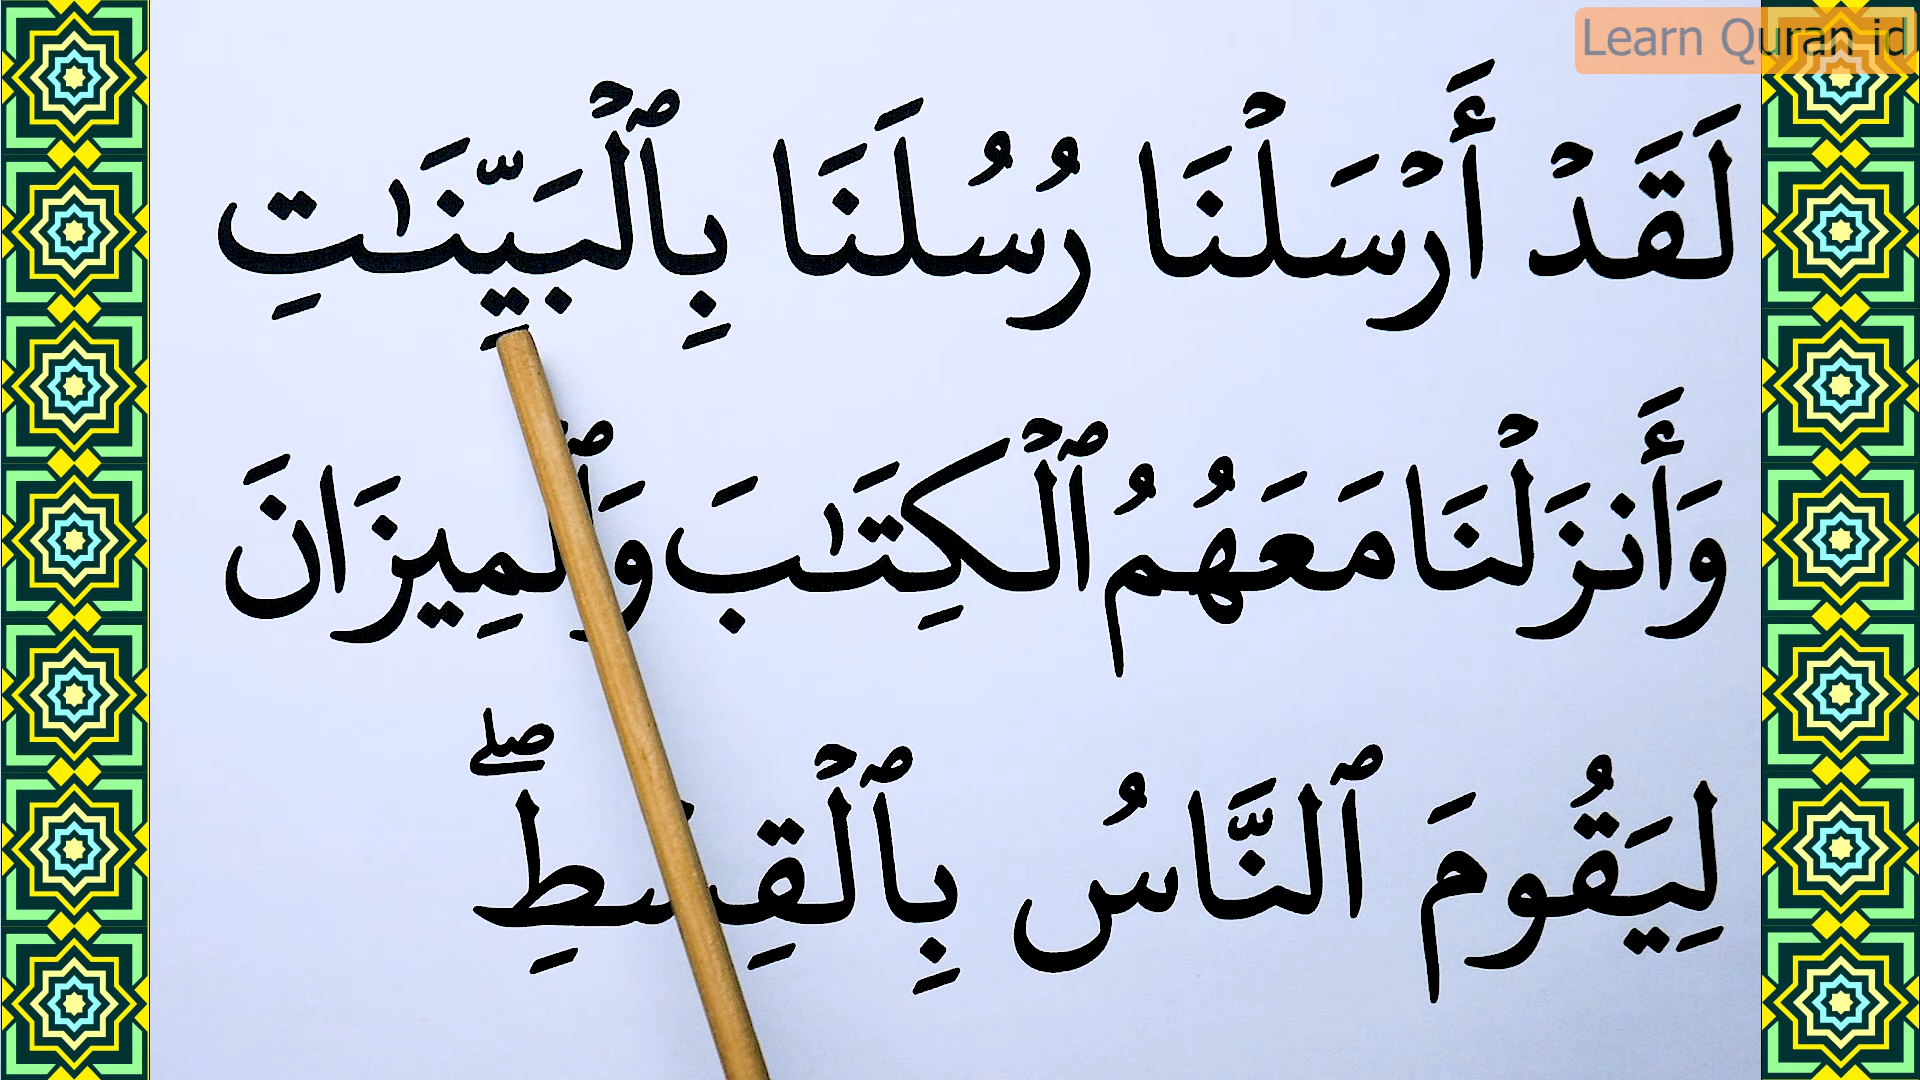 Learn Quran id
لَقَدۡ أَرۡسَلۡنَا رُسُلَنَا بِٱلۡبَيِّنَٰتِ
وَأَنزَلۡنَا مَعَهُمُ ٱلۡكِتَٰبَ وَٱلۡمِيزَانَ
لِيَقُومَ ٱلنَّاسُ بِٱلۡقِسۡطِۖ